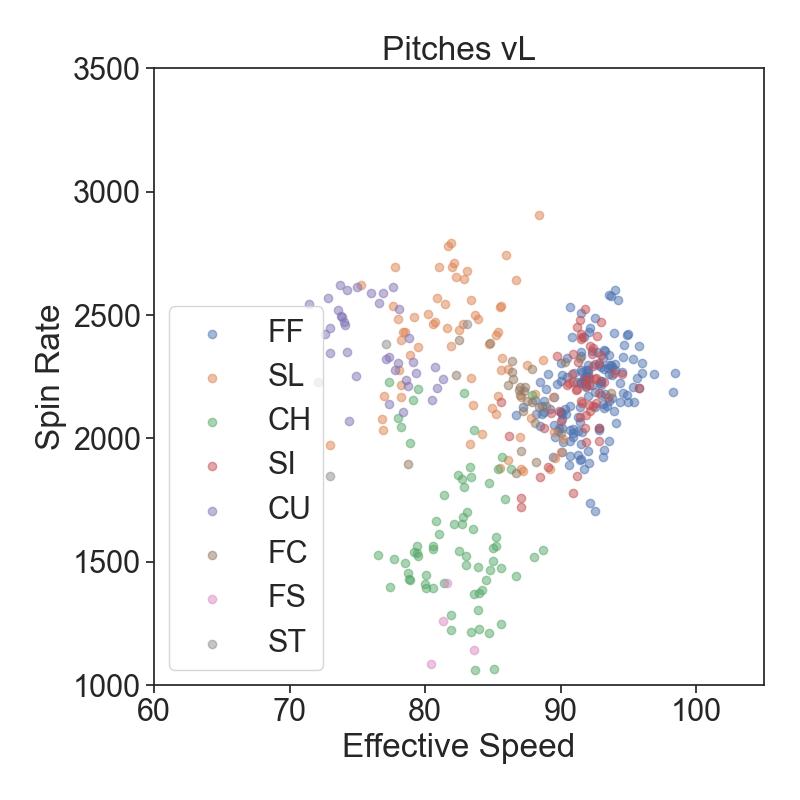 Pitches vL
3500
3000
2500
2000
1500
1000
Spin Rate
FF
SL
CH
SI
CU
FC
FS
ST
60 70 80 90 100
Effective Speed